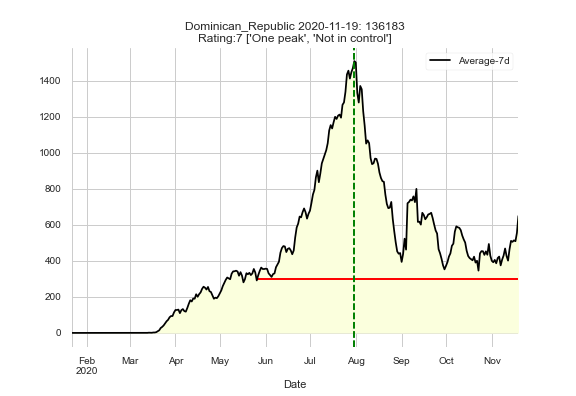 Dominican_Republic 2020-11-19: 136183
Rating:7 ['One peak', 'Not in control']
Average-7d
1400
1200
1000
800
600
400
200
0
Feb Mar Apr May Jun Jul Aug Sep Oct Nov
2020
Date